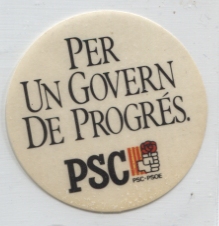 PER
UN GOVERN
DE PROGRÉS.
PSC
PSC-PSOE